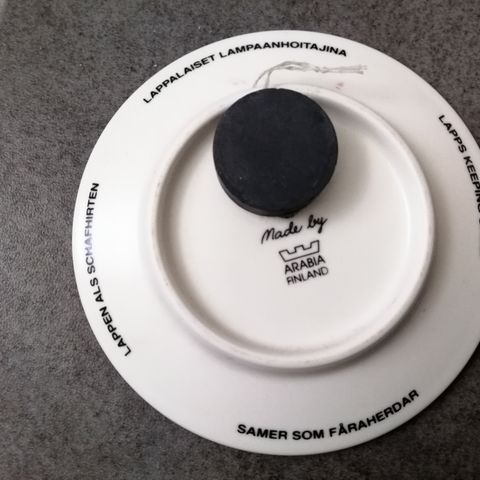 LAPPALAISET LAMPAANHOITAJINA
LAPPS KEEPING
SAMER SOM FÅRAHERDAR
LAPPEN ALS SCHAFHIRTEN
Made by
ARABIA
FINLAND